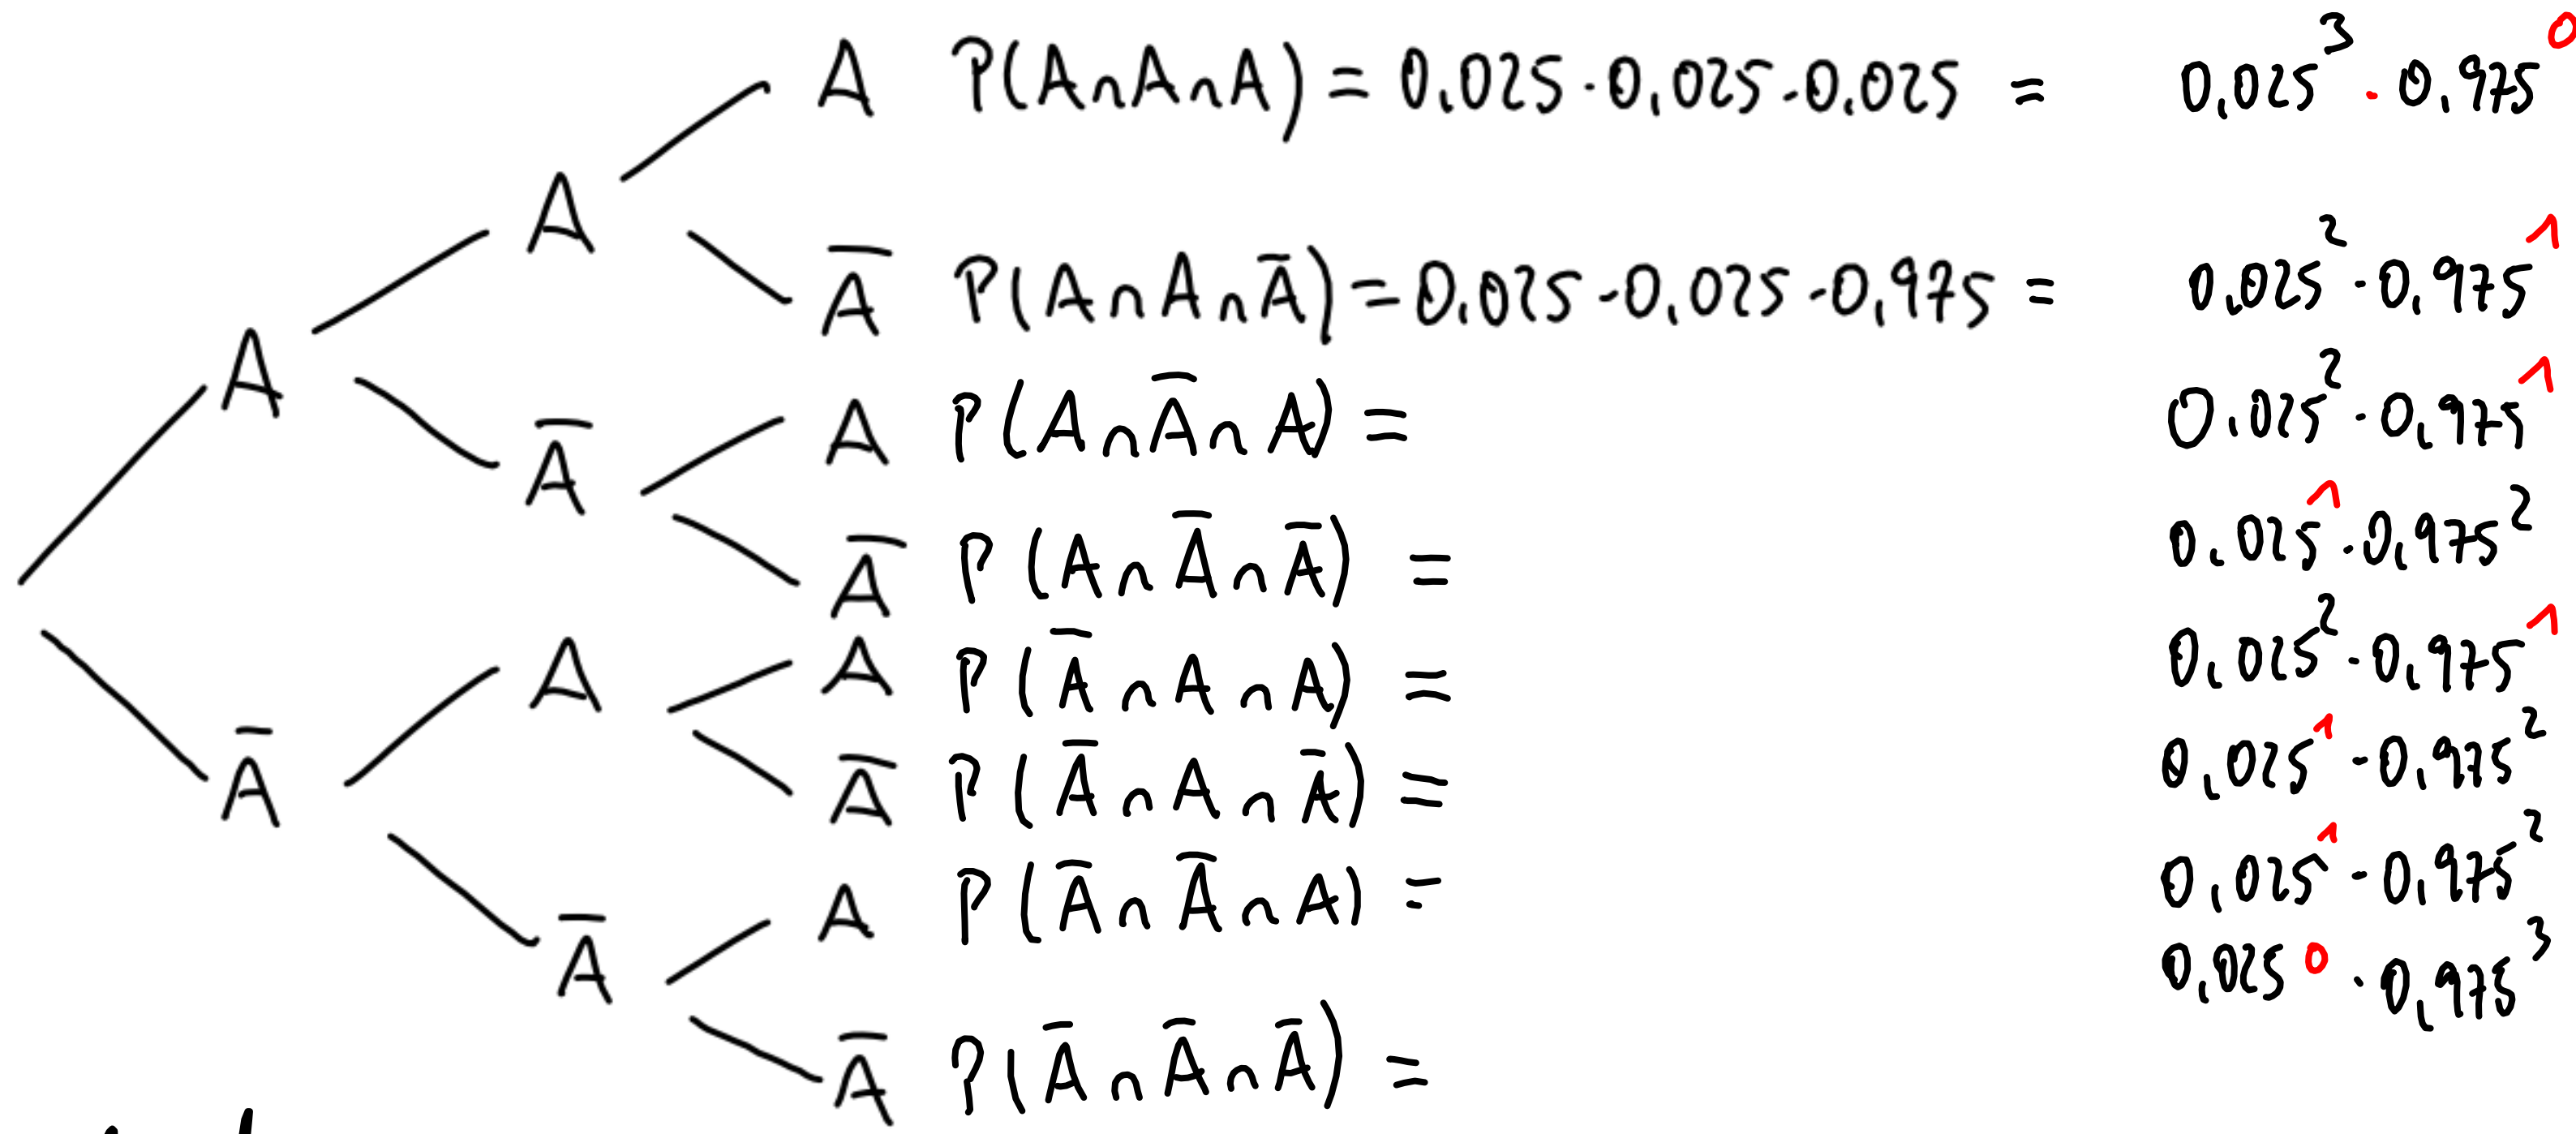 A P(A∩A∩A) = 0,025 · 0,025 · 0,025 = 0,025³ · 0,975⁰
A
A̅ P(A∩A∩A̅) = 0,025 · 0,025 · 0,975 = 0,025² · 0,975¹
A
A P(A∩A̅∩A) = 0,025² · 0,975¹
A̅
A̅ P(A∩A̅∩A̅) = 0,025¹ · 0,975²
A A P(A̅∩A∩A) = 0,025² · 0,975¹
A̅
A̅ P(A̅∩A∩A̅) = 0,025¹ · 0,975²
A P(A̅∩A̅∩A) = 0,025¹ · 0,975²
A̅
A̅ P(A̅∩A̅∩A̅) = 0,025⁰ · 0,975³